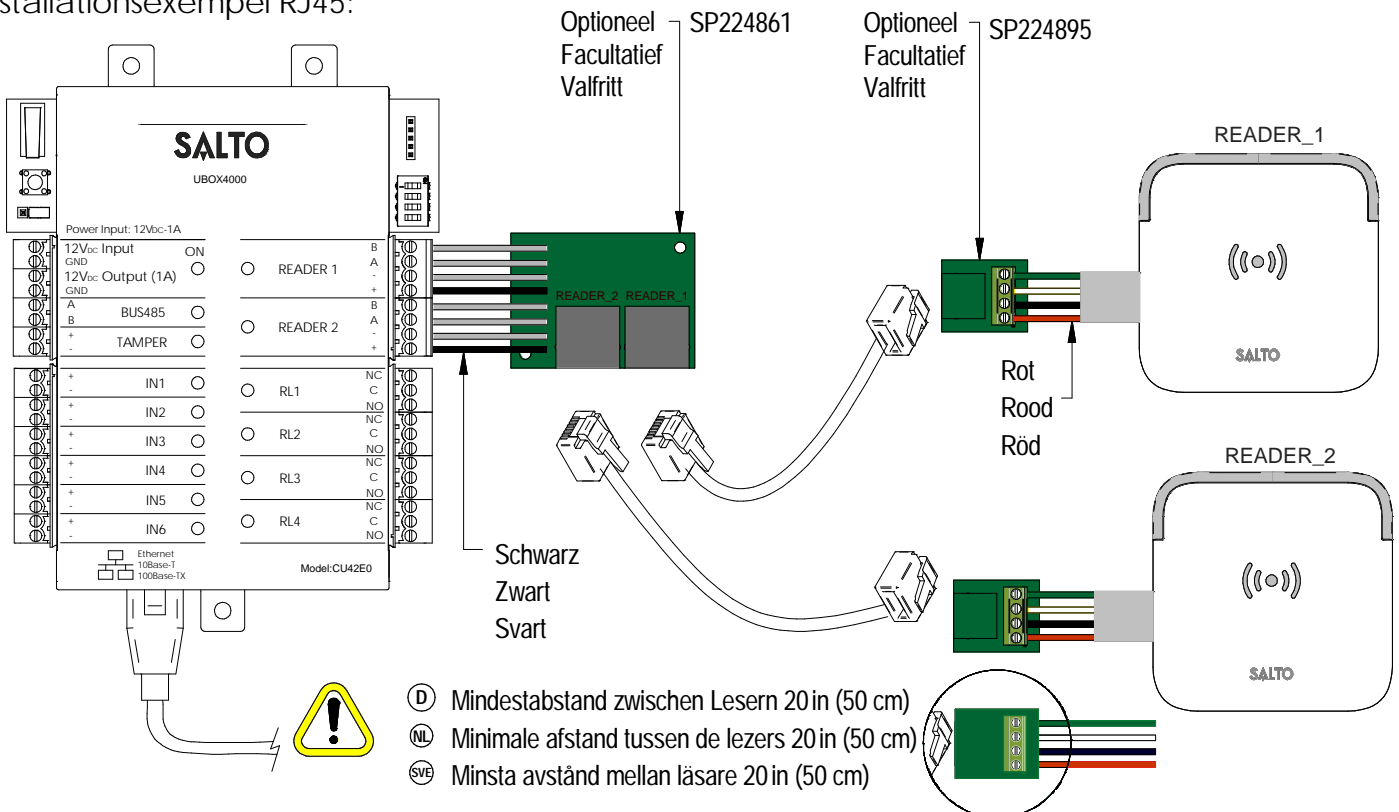 stallationsexempel RJ45:
Optioneel
Facultatief
Valfritt
SP224861
Optioneel
Facultatief
Valfritt
SP224895
READER_1
SALTO
UBOX4000
Power Input: 12VDC-1A
12VDC Input
GND
12VDC Output (1A)
GND
ON
A
B
BUS485
+
-
TAMPER
+
-
IN1
+
-
IN2
+
-
IN3
+
-
IN4
+
-
IN5
+
-
IN6
READER 1
B
A
-
+
READER 2
B
A
-
+
RL1
NC
C
NO
RL2
NC
C
NO
RL3
NC
C
NO
RL4
NC
C
NO
Ethernet
10Base-T
100Base-TX
Model:CU42E0
READER_2 READER_1
SALTO
Rot
Rood
Röd
READER_2
SALTO
Schwarz
Zwart
Svart
D Mindestabstand zwischen Lesern 20 in (50 cm)
NL Minimale afstand tussen de lezers 20 in (50 cm)
SVE Minsta avstånd mellan läsare 20 in (50 cm)